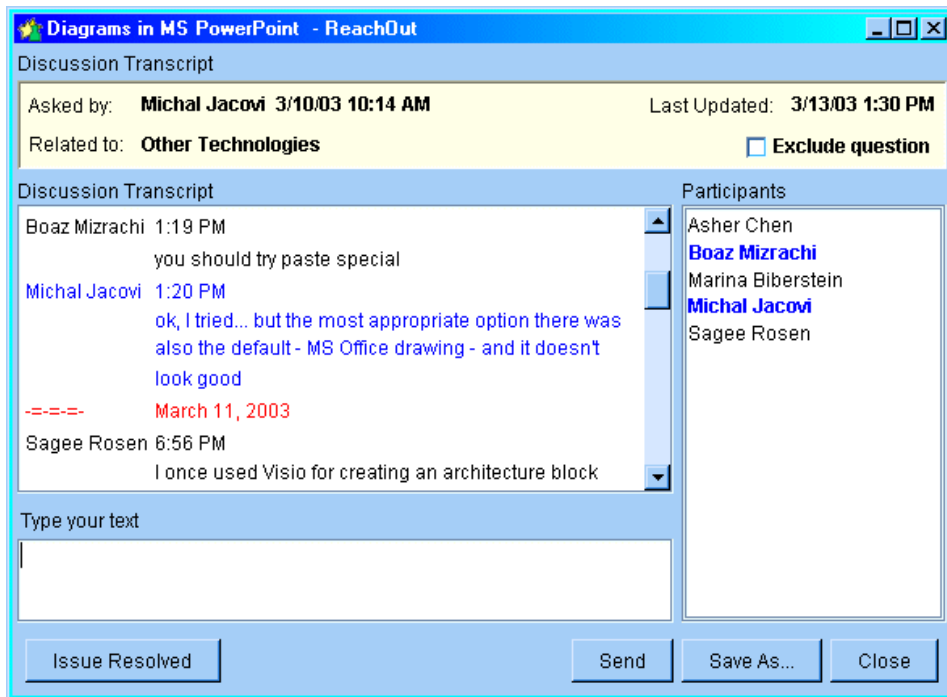 Diagrams in MS PowerPoint - ReachOut
Discussion Transcript
Asked by: Michal Jacovi 3/10/03 10:14 AM Last Updated: 3/13/03 1:30 PM
Related to: Other Technologies Exclude question
Discussion Transcript
Boaz Mizrachi 1:19 PM
you should try paste special
Michal Jacovi 1:20 PM
ok, I tried... but the most appropriate option there was
also the default - MS Office drawing - and it doesn't
look good
-=-=-=- March 11, 2003
Sagee Rosen 6:56 PM
I once used Visio for creating an architecture block
Participants
Asher Chen
Boaz Mizrachi
Marina Biberstein
Michal Jacovi
Sagee Rosen
Type your text
Issue Resolved Send Save As... Close